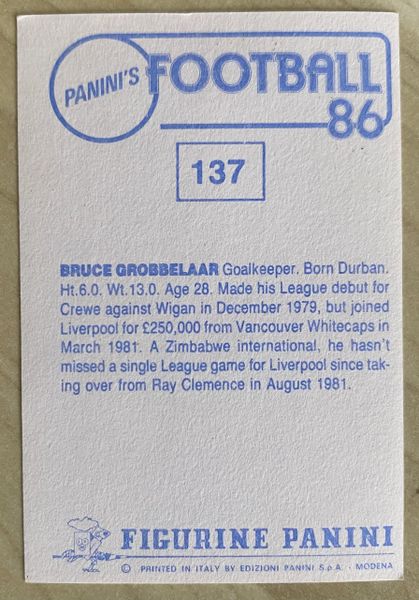 PANINI'S FOOTBALL
86
137
BRUCE GROBBELAAR Goalkeeper. Born Durban.
Ht.6.0. Wt.13.0. Age 28. Made his League debut for
Crewe against Wigan in December 1979, but joined
Liverpool for £250,000 from Vancouver Whitecaps in
March 1981. A Zimbabwe international, he hasn't
missed a single League game for Liverpool since tak-
ing over from Ray Clemence in August 1981.
FIGURINE PANINI
© PRINTED IN ITALY BY EDIZIONI PANINI S.p.A. - MODENA